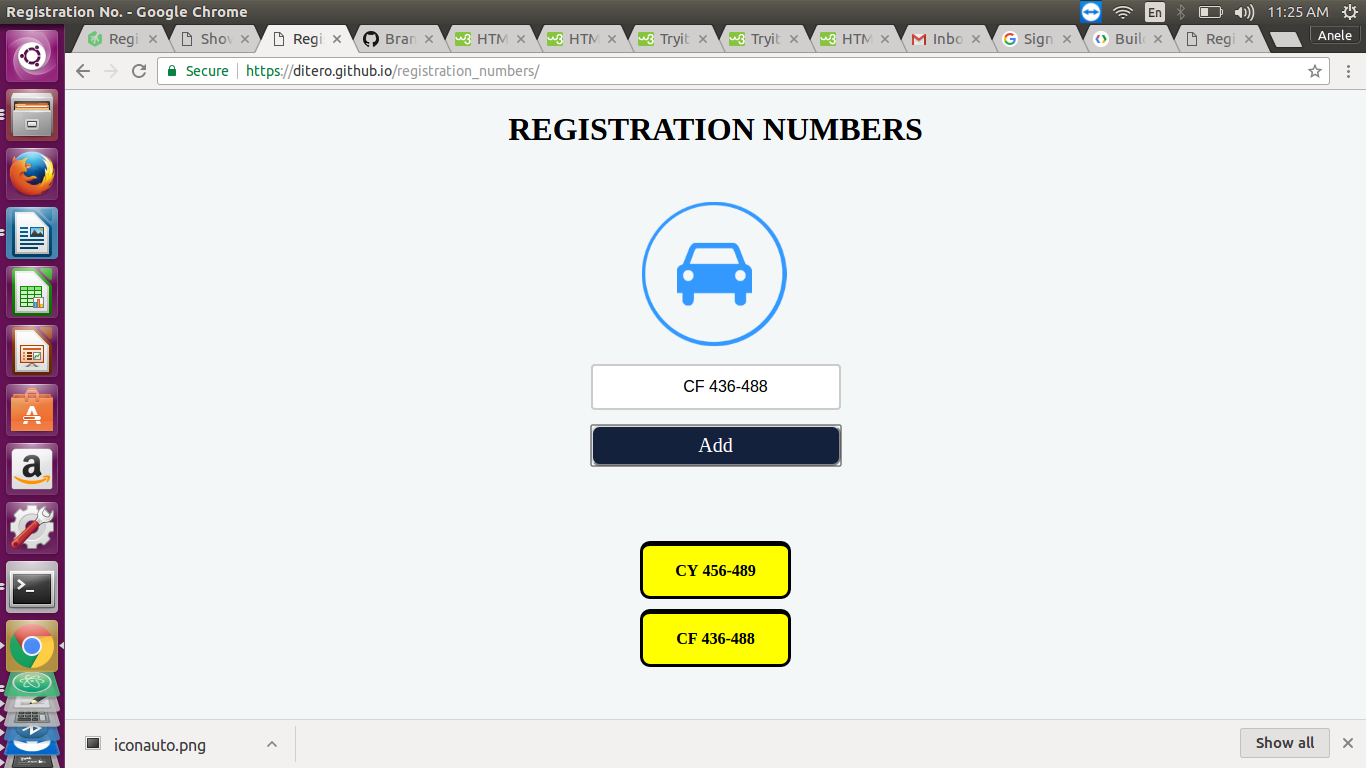 Registration No. - Google Chrome
En
11:25 AM
Regi
Shov
Regi
Bran
HTM
HTM
Tryit
Tryit
HTM
Inbo
Sign
Buil
Regi
Anele
Secure
https://ditero.github.io/registration_numbers/
REGISTRATION NUMBERS
CF 436-488
Add
CY 456-489
CF 436-488
iconauto.png
Show all